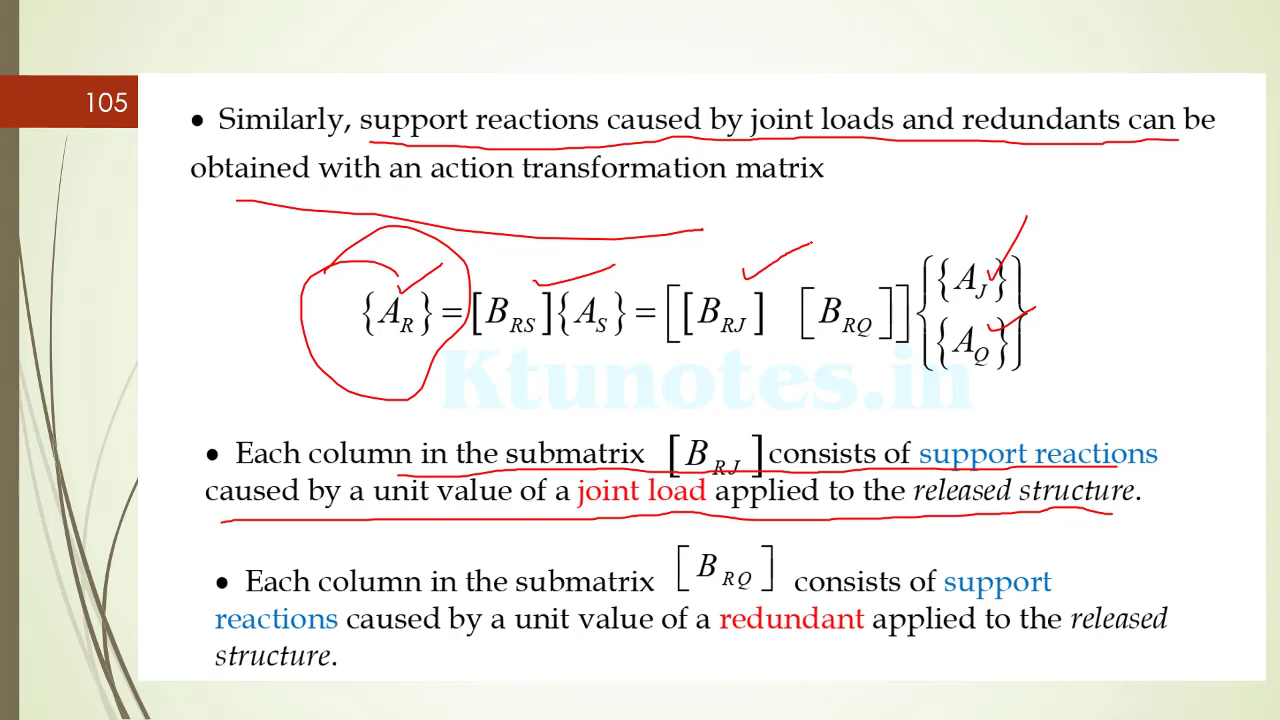 105
• Similarly, support reactions caused by joint loads and redundants can be
obtained with an action transformation matrix
{A_R} = [B_RS]{A_S} = [[B_RJ] [B_RQ]] { {A_J} {A_Q} }
Ktunotes.in
• Each column in the submatrix [B_RJ] consists of support reactions
caused by a unit value of a joint load applied to the released structure.
• Each column in the submatrix [B_RQ] consists of support
reactions caused by a unit value of a redundant applied to the released
structure.